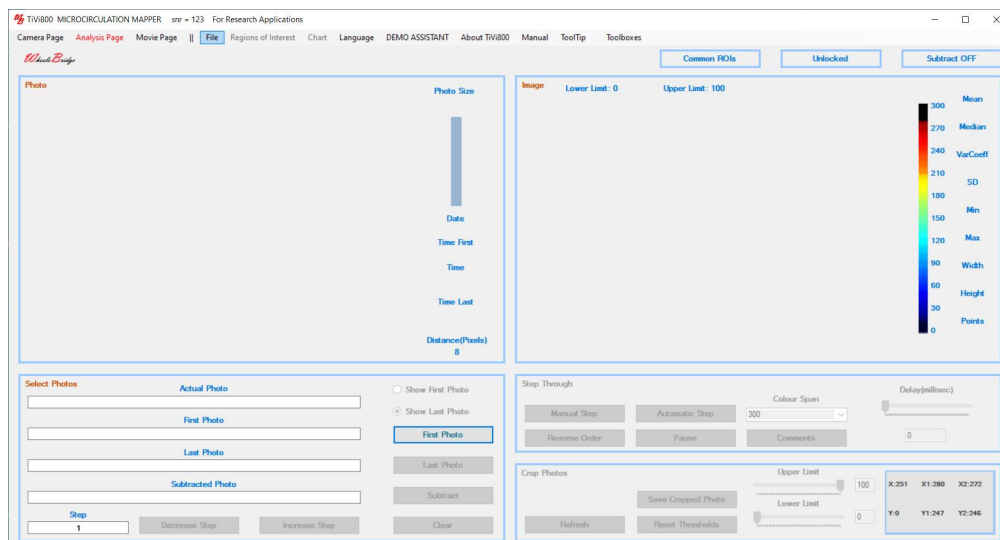 TiVi800 MICROCIRCULATION MAPPER snr = 123 For Research Applications
Camera Page Analysis Page Movie Page || File Regions of Interest Chart Language DEMO ASSISTANT About TiVi800 Manual ToolTip Toolboxes
WheelsBridge Common ROIs Unlocked Subtract OFF
Photo
Photo Size
Date
Time First
Time
Time Last
Distance(Pixels)
8
Image Lower Limit: 0 Upper Limit: 100
300
270
240
210
180
150
120
90
60
30
0
Mean
Median
VarCoeff
SD
Min
Max
Width
Height
Points
Select Photos
Actual Photo
First Photo
Last Photo
Subtracted Photo
Step
1
Decrease Step Increase Step
Show First Photo
Show Last Photo
First Photo
Last Photo
Subtract
Clear
Step Through
Manual Step Automatic Step
Colour Span
300
Delay(millisec)
Reverse Order Pause Comments
0
Crop Photos
Upper Limit
100
Save Cropped Photo
Lower Limit
0
Refresh Reset Thresholds
X:251 X1:280 X2:272
Y:0 Y1:247 Y2:246